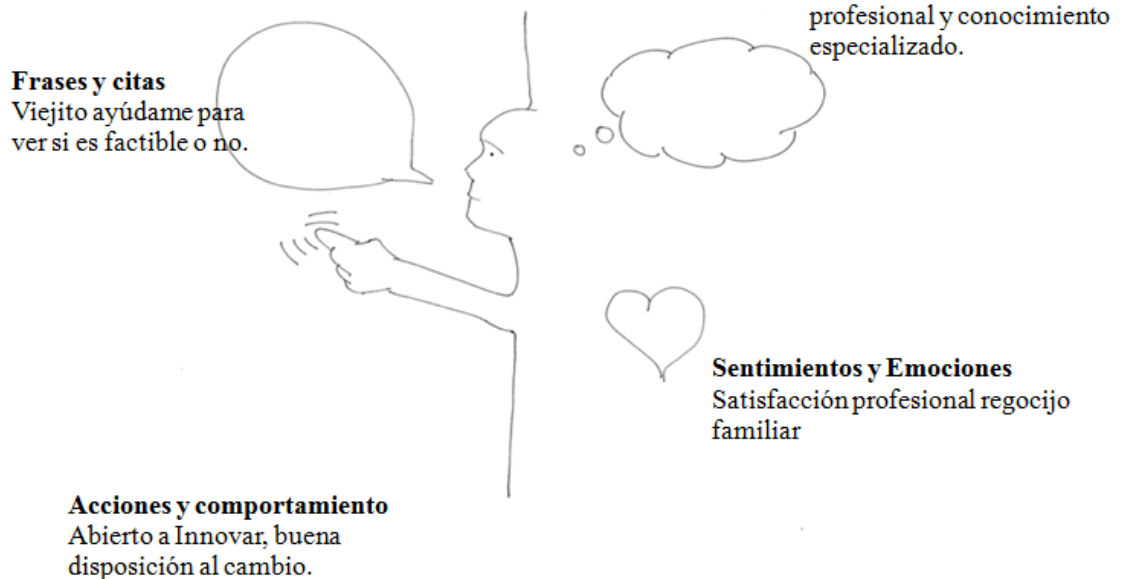 profesional y conocimiento
especializado.
Frases y citas
Viejito ayúdame para
ver si es factible o no.
Sentimientos y Emociones
Satisfacción profesional regocijo
familiar
Acciones y comportamiento
Abierto a Innovar, buena
disposición al cambio.